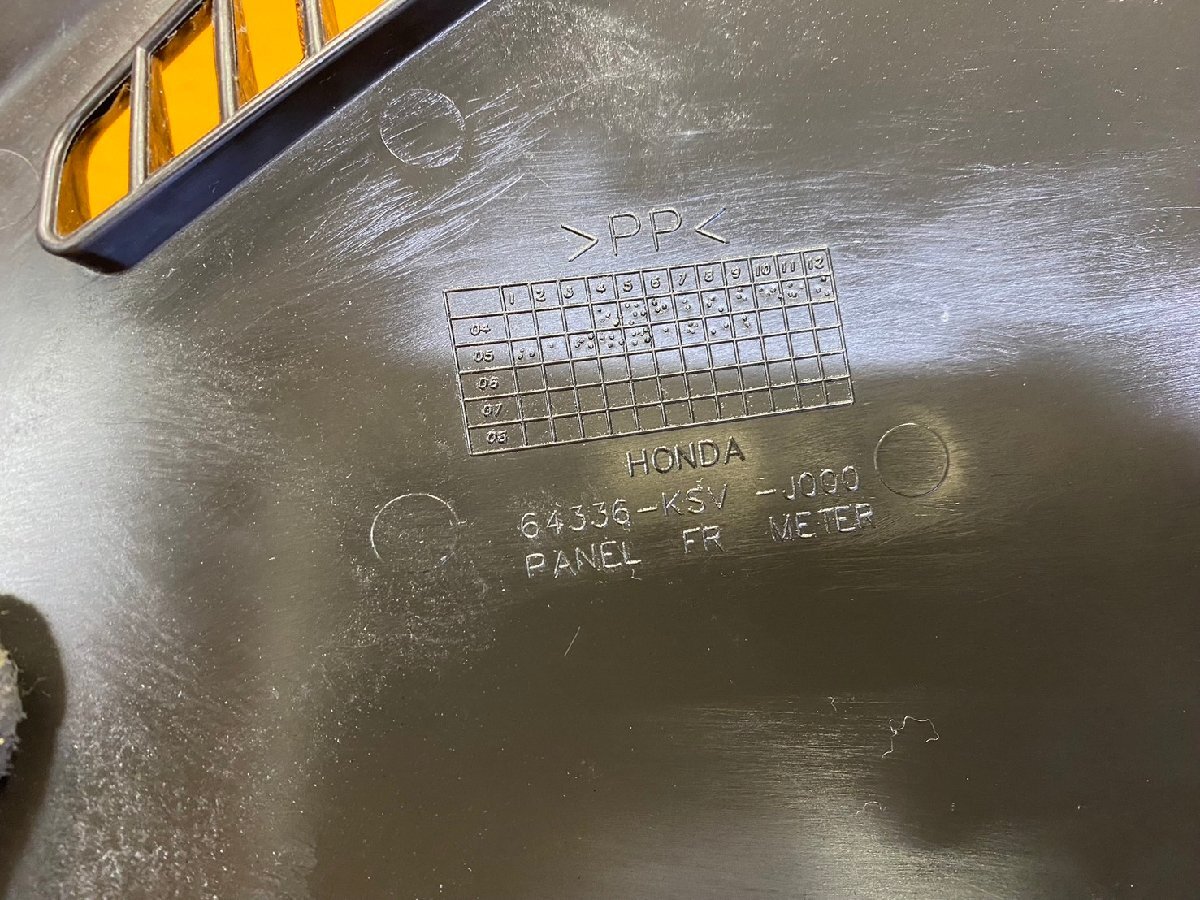 >PP<
1 2 3 4 5 6 7 8 9 10 11 12
04
05
06
07
08
HONDA
64336-KSV -J000
PANEL FR METER